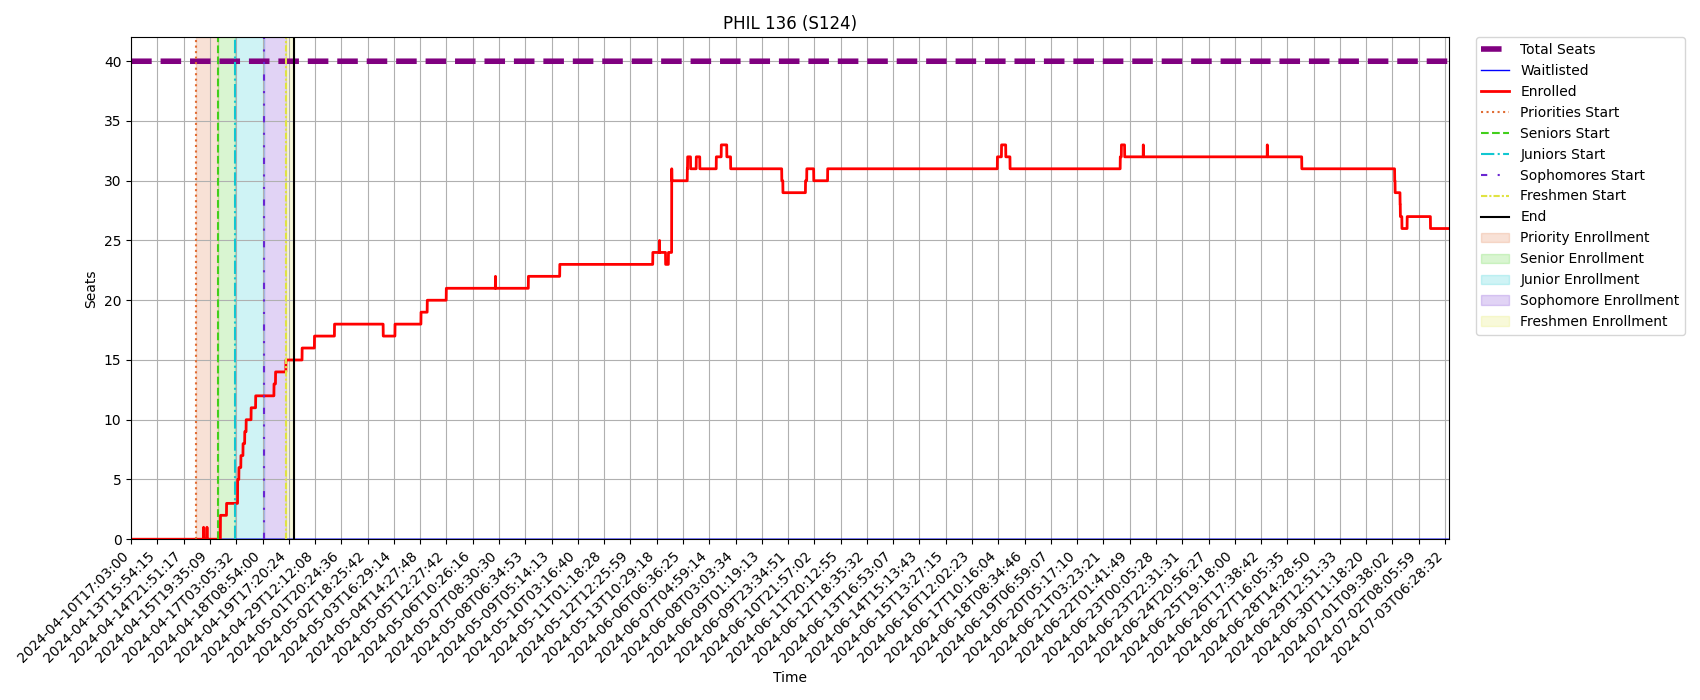 PHIL 136 (S124)
Seats
40
35
30
25
20
15
10
5
0
2024-04-10T17:03:00
2024-04-13T15:54:15
2024-04-14T21:51:17
2024-04-15T19:35:09
2024-04-17T03:05:32
2024-04-18T08:54:00
2024-04-19T17:20:24
2024-04-29T12:12:08
2024-05-01T20:24:36
2024-05-02T18:25:42
2024-05-03T16:29:14
2024-05-04T14:27:48
2024-05-05T12:27:42
2024-05-06T10:26:16
2024-05-07T08:30:30
2024-05-08T06:34:53
2024-05-09T05:14:13
2024-05-10T03:16:40
2024-05-11T01:18:28
2024-05-12T12:25:59
2024-05-13T10:29:18
2024-06-06T06:36:25
2024-06-07T04:59:14
2024-06-08T03:03:34
2024-06-09T01:19:13
2024-06-09T23:34:51
2024-06-10T21:57:02
2024-06-11T20:12:55
2024-06-12T18:35:32
2024-06-13T16:53:07
2024-06-14T15:13:43
2024-06-15T13:27:15
2024-06-16T12:02:23
2024-06-17T10:16:04
2024-06-18T08:34:46
2024-06-19T06:59:07
2024-06-20T05:17:10
2024-06-21T03:23:21
2024-06-22T01:41:49
2024-06-23T00:05:28
2024-06-23T22:31:31
2024-06-24T20:56:27
2024-06-25T19:18:00
2024-06-26T17:38:42
2024-06-27T16:05:35
2024-06-28T14:28:50
2024-06-29T12:51:33
2024-06-30T11:18:20
2024-07-01T09:38:02
2024-07-02T08:05:59
2024-07-03T06:28:32
Time
Total Seats
Waitlisted
Enrolled
Priorities Start
Seniors Start
Juniors Start
Sophomores Start
Freshmen Start
End
Priority Enrollment
Senior Enrollment
Junior Enrollment
Sophomore Enrollment
Freshmen Enrollment